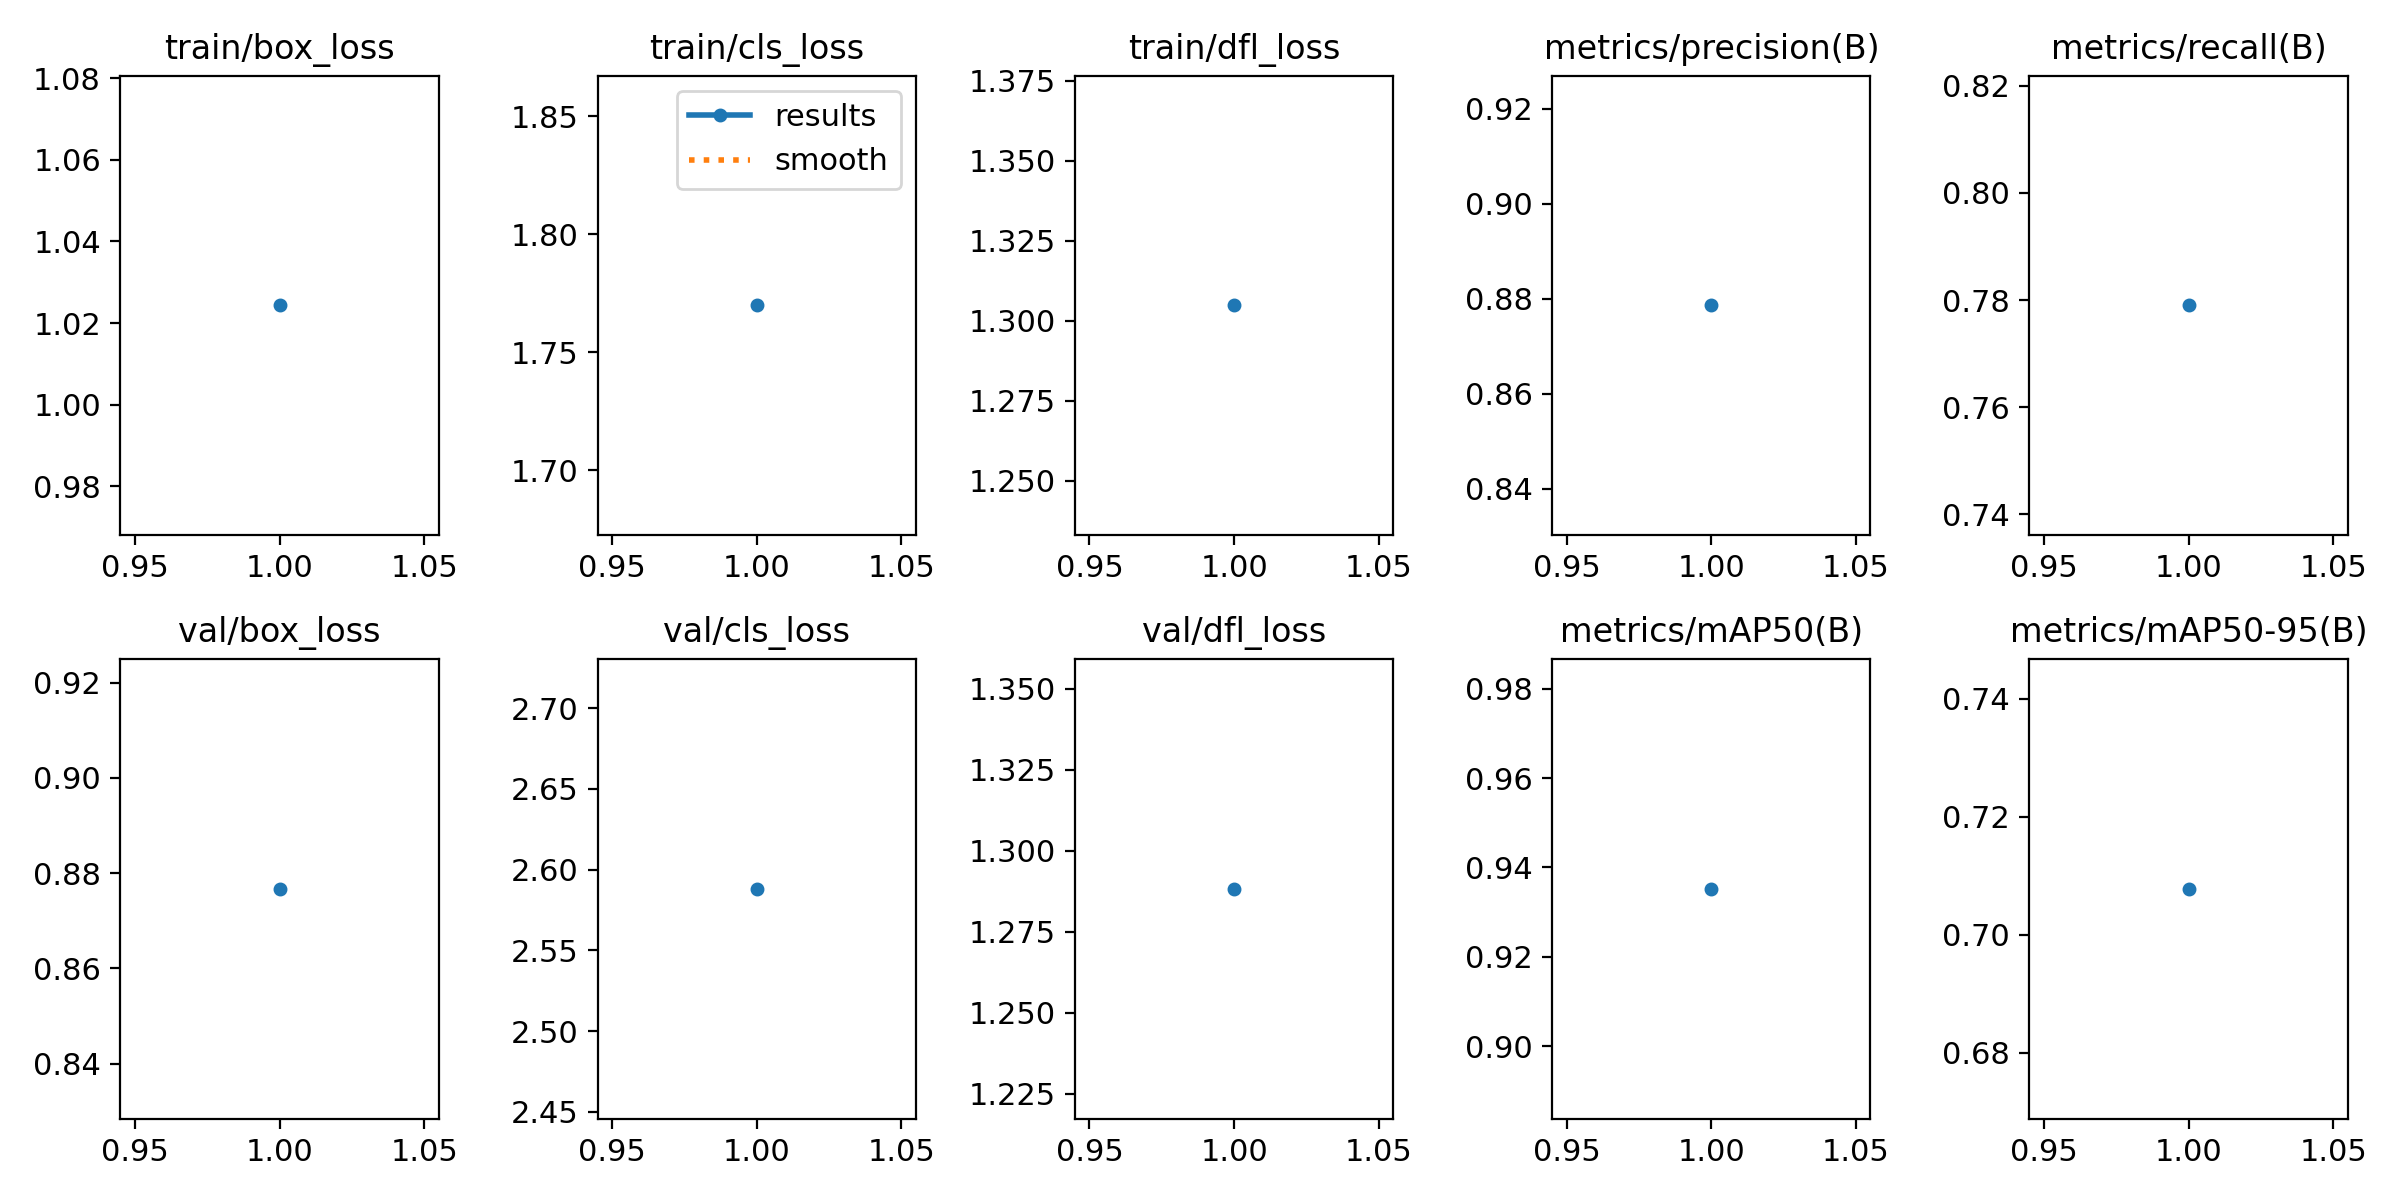 train/box_loss
1.08
1.06
1.04
1.02
1.00
0.98
0.95 1.00 1.05
train/cls_loss
results
smooth
1.85
1.80
1.75
1.70
0.95 1.00 1.05
train/dfl_loss
1.375
1.350
1.325
1.300
1.275
1.250
0.95 1.00 1.05
metrics/precision(B)
0.92
0.90
0.88
0.86
0.84
0.95 1.00 1.05
metrics/recall(B)
0.82
0.80
0.78
0.76
0.74
0.95 1.00 1.05
val/box_loss
0.92
0.90
0.88
0.86
0.84
0.95 1.00 1.05
val/cls_loss
2.70
2.65
2.60
2.55
2.50
2.45
0.95 1.00 1.05
val/dfl_loss
1.350
1.325
1.300
1.275
1.250
1.225
0.95 1.00 1.05
metrics/mAP50(B)
0.98
0.96
0.94
0.92
0.90
0.95 1.00 1.05
metrics/mAP50-95(B)
0.74
0.72
0.70
0.68
0.95 1.00 1.05